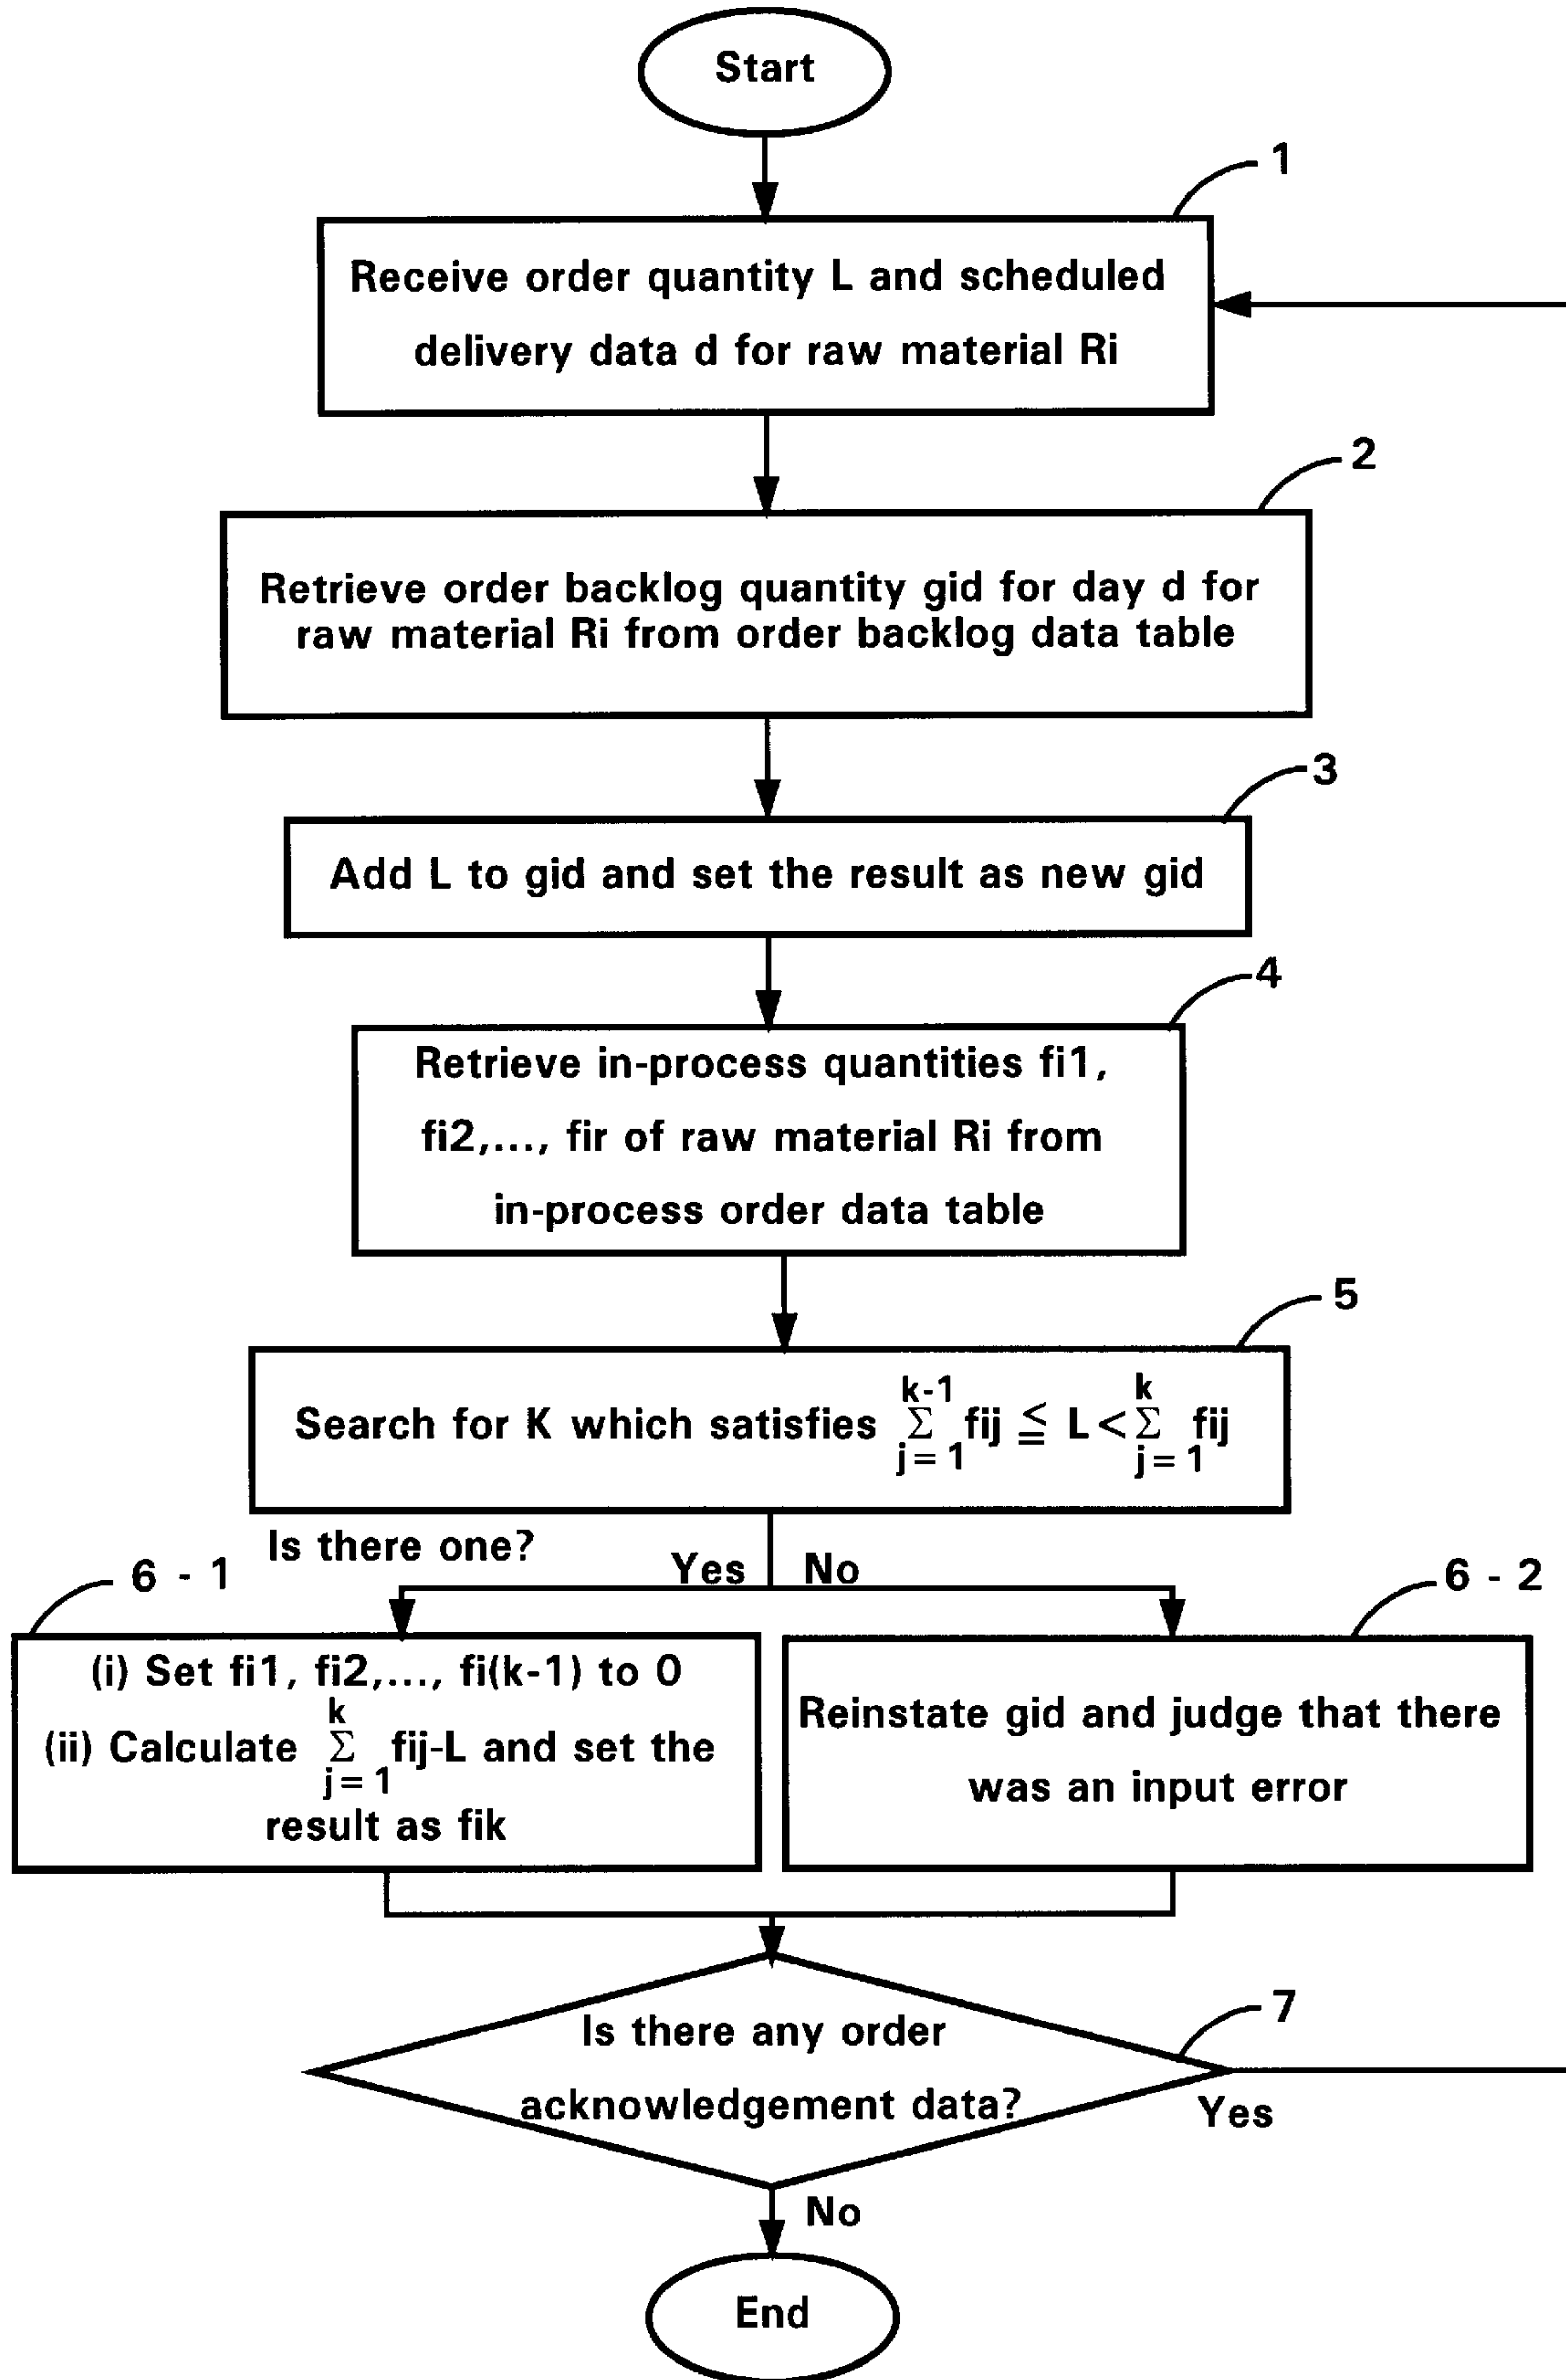 Start
1
Receive order quantity L and scheduled
delivery data d for raw material Ri
2
Retrieve order backlog quantity gid for day d for
raw material Ri from order backlog data table
3
Add L to gid and set the result as new gid
4
Retrieve in-process quantities fi1,
fi2,..., fir of raw material Ri from
in-process order data table
5
k-1 k
Search for K which satisfies Σ fij ≦ L < Σ fij
j = 1 j = 1
Is there one?
Yes No
6 - 1
(i) Set fi1, fi2,..., fi(k-1) to 0
k
(ii) Calculate Σ fij-L and set the
j = 1
result as fik
6 - 2
Reinstate gid and judge that there
was an input error
7
Is there any order
acknowledgement data?
Yes
No
End